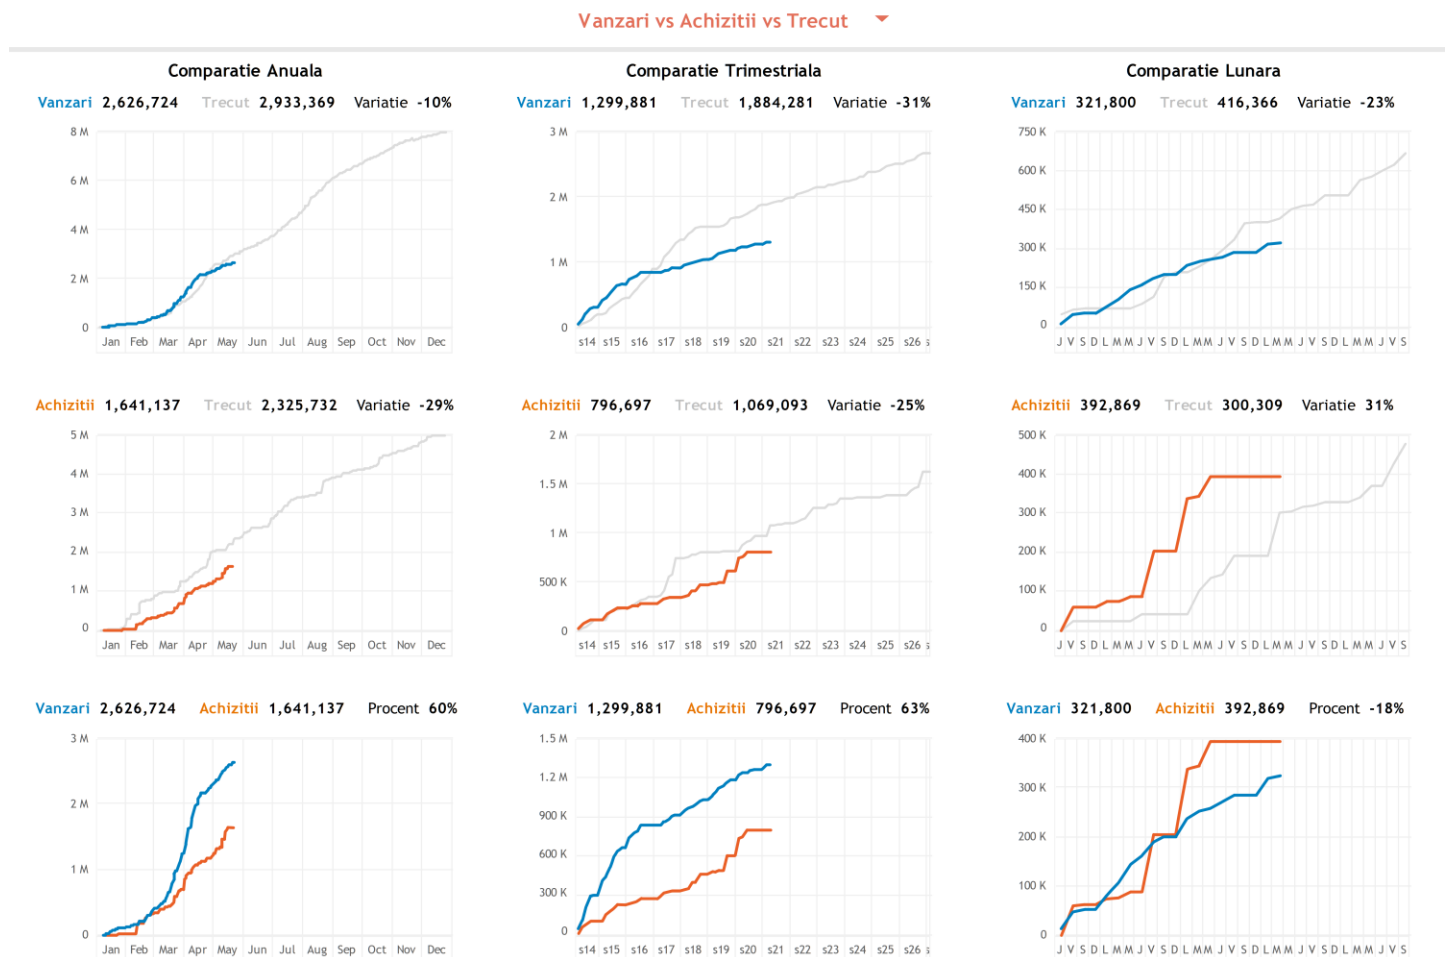 Vanzari vs Achizitii vs Trecut
Comparatie Anuala
Vanzari 2,626,724 Trecut 2,933,369 Variatie -10%
8 M
6 M
4 M
2 M
0
Jan Feb Mar Apr May Jun Jul Aug Sep Oct Nov Dec
Comparatie Trimestriala
Vanzari 1,299,881 Trecut 1,884,281 Variatie -31%
3 M
2 M
1 M
0
s14 s15 s16 s17 s18 s19 s20 s21 s22 s23 s24 s25 s26
Comparatie Lunara
Vanzari 321,800 Trecut 416,366 Variatie -23%
750 K
600 K
450 K
300 K
150 K
0
J V S D L M M J V S D L M M J V S D L M M J V S D L M M J V S
Achizitii 1,641,137 Trecut 2,325,732 Variatie -29%
5 M
4 M
3 M
2 M
1 M
0
Jan Feb Mar Apr May Jun Jul Aug Sep Oct Nov Dec
Achizitii 796,697 Trecut 1,069,093 Variatie -25%
2 M
1.5 M
1 M
500 K
0
s14 s15 s16 s17 s18 s19 s20 s21 s22 s23 s24 s25 s26
Achizitii 392,869 Trecut 300,309 Variatie 31%
500 K
400 K
300 K
200 K
100 K
0
J V S D L M M J V S D L M M J V S D L M M J V S D L M M J V S
Vanzari 2,626,724 Achizitii 1,641,137 Procent 60%
3 M
2 M
1 M
0
Jan Feb Mar Apr May Jun Jul Aug Sep Oct Nov Dec
Vanzari 1,299,881 Achizitii 796,697 Procent 63%
1.5 M
1.2 M
900 K
600 K
300 K
0
s14 s15 s16 s17 s18 s19 s20 s21 s22 s23 s24 s25 s26
Vanzari 321,800 Achizitii 392,869 Procent -18%
400 K
300 K
200 K
100 K
0
J V S D L M M J V S D L M M J V S D L M M J V S D L M M J V S